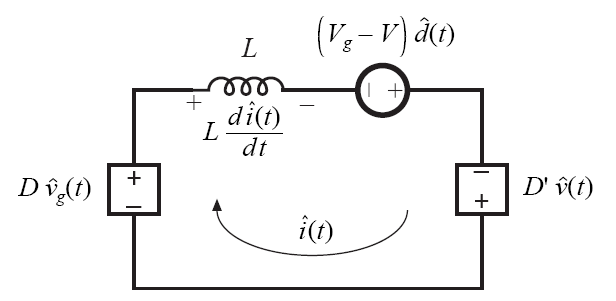 (V_g – V) d̂(t)
L
+ –
– +
L dî(t)/dt
D v̂_g(t)
+
–
–
+
D' v̂(t)
î(t)